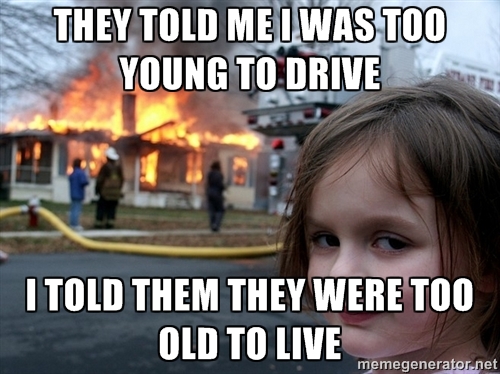 THEY TOLD ME I WAS TOO
YOUNG TO DRIVE
I TOLD THEM THEY WERE TOO
OLD TO LIVE
memegenerator.net